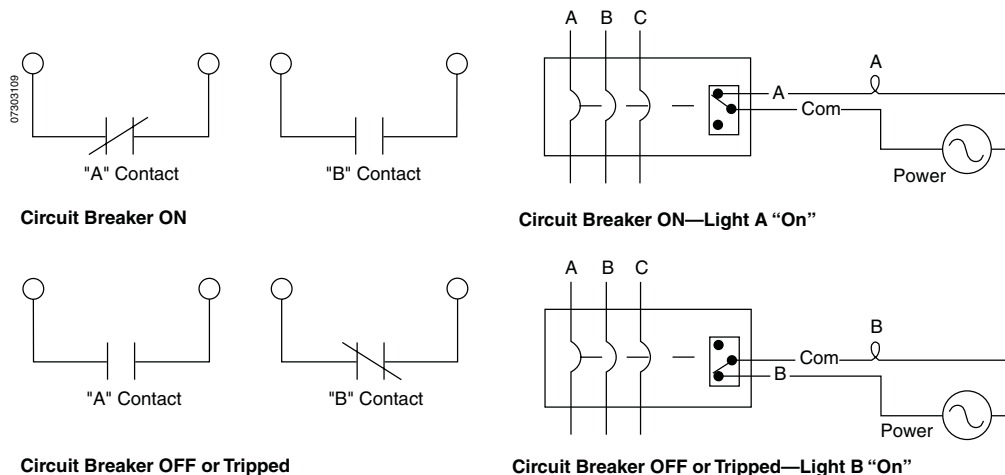 07303109
"A" Contact
"B" Contact
Circuit Breaker ON
A B C
A
A
Com
Power
Circuit Breaker ON—Light A “On”
"A" Contact
"B" Contact
Circuit Breaker OFF or Tripped
A B C
B
Com
B
Power
Circuit Breaker OFF or Tripped—Light B “On”